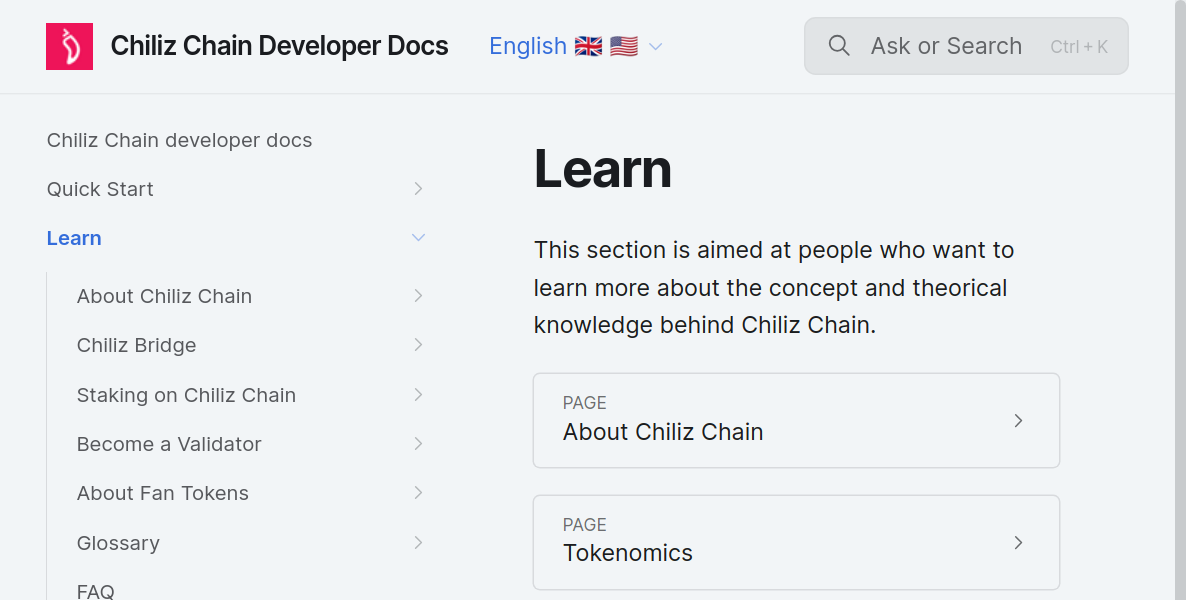 Chiliz Chain Developer Docs
English 🇬🇧 🇺🇸
Ask or Search Ctrl + K
Chiliz Chain developer docs
Quick Start
Learn
About Chiliz Chain
Chiliz Bridge
Staking on Chiliz Chain
Become a Validator
About Fan Tokens
Glossary
FAQ
Learn
This section is aimed at people who want to
learn more about the concept and theorical
knowledge behind Chiliz Chain.
PAGE
About Chiliz Chain
PAGE
Tokenomics